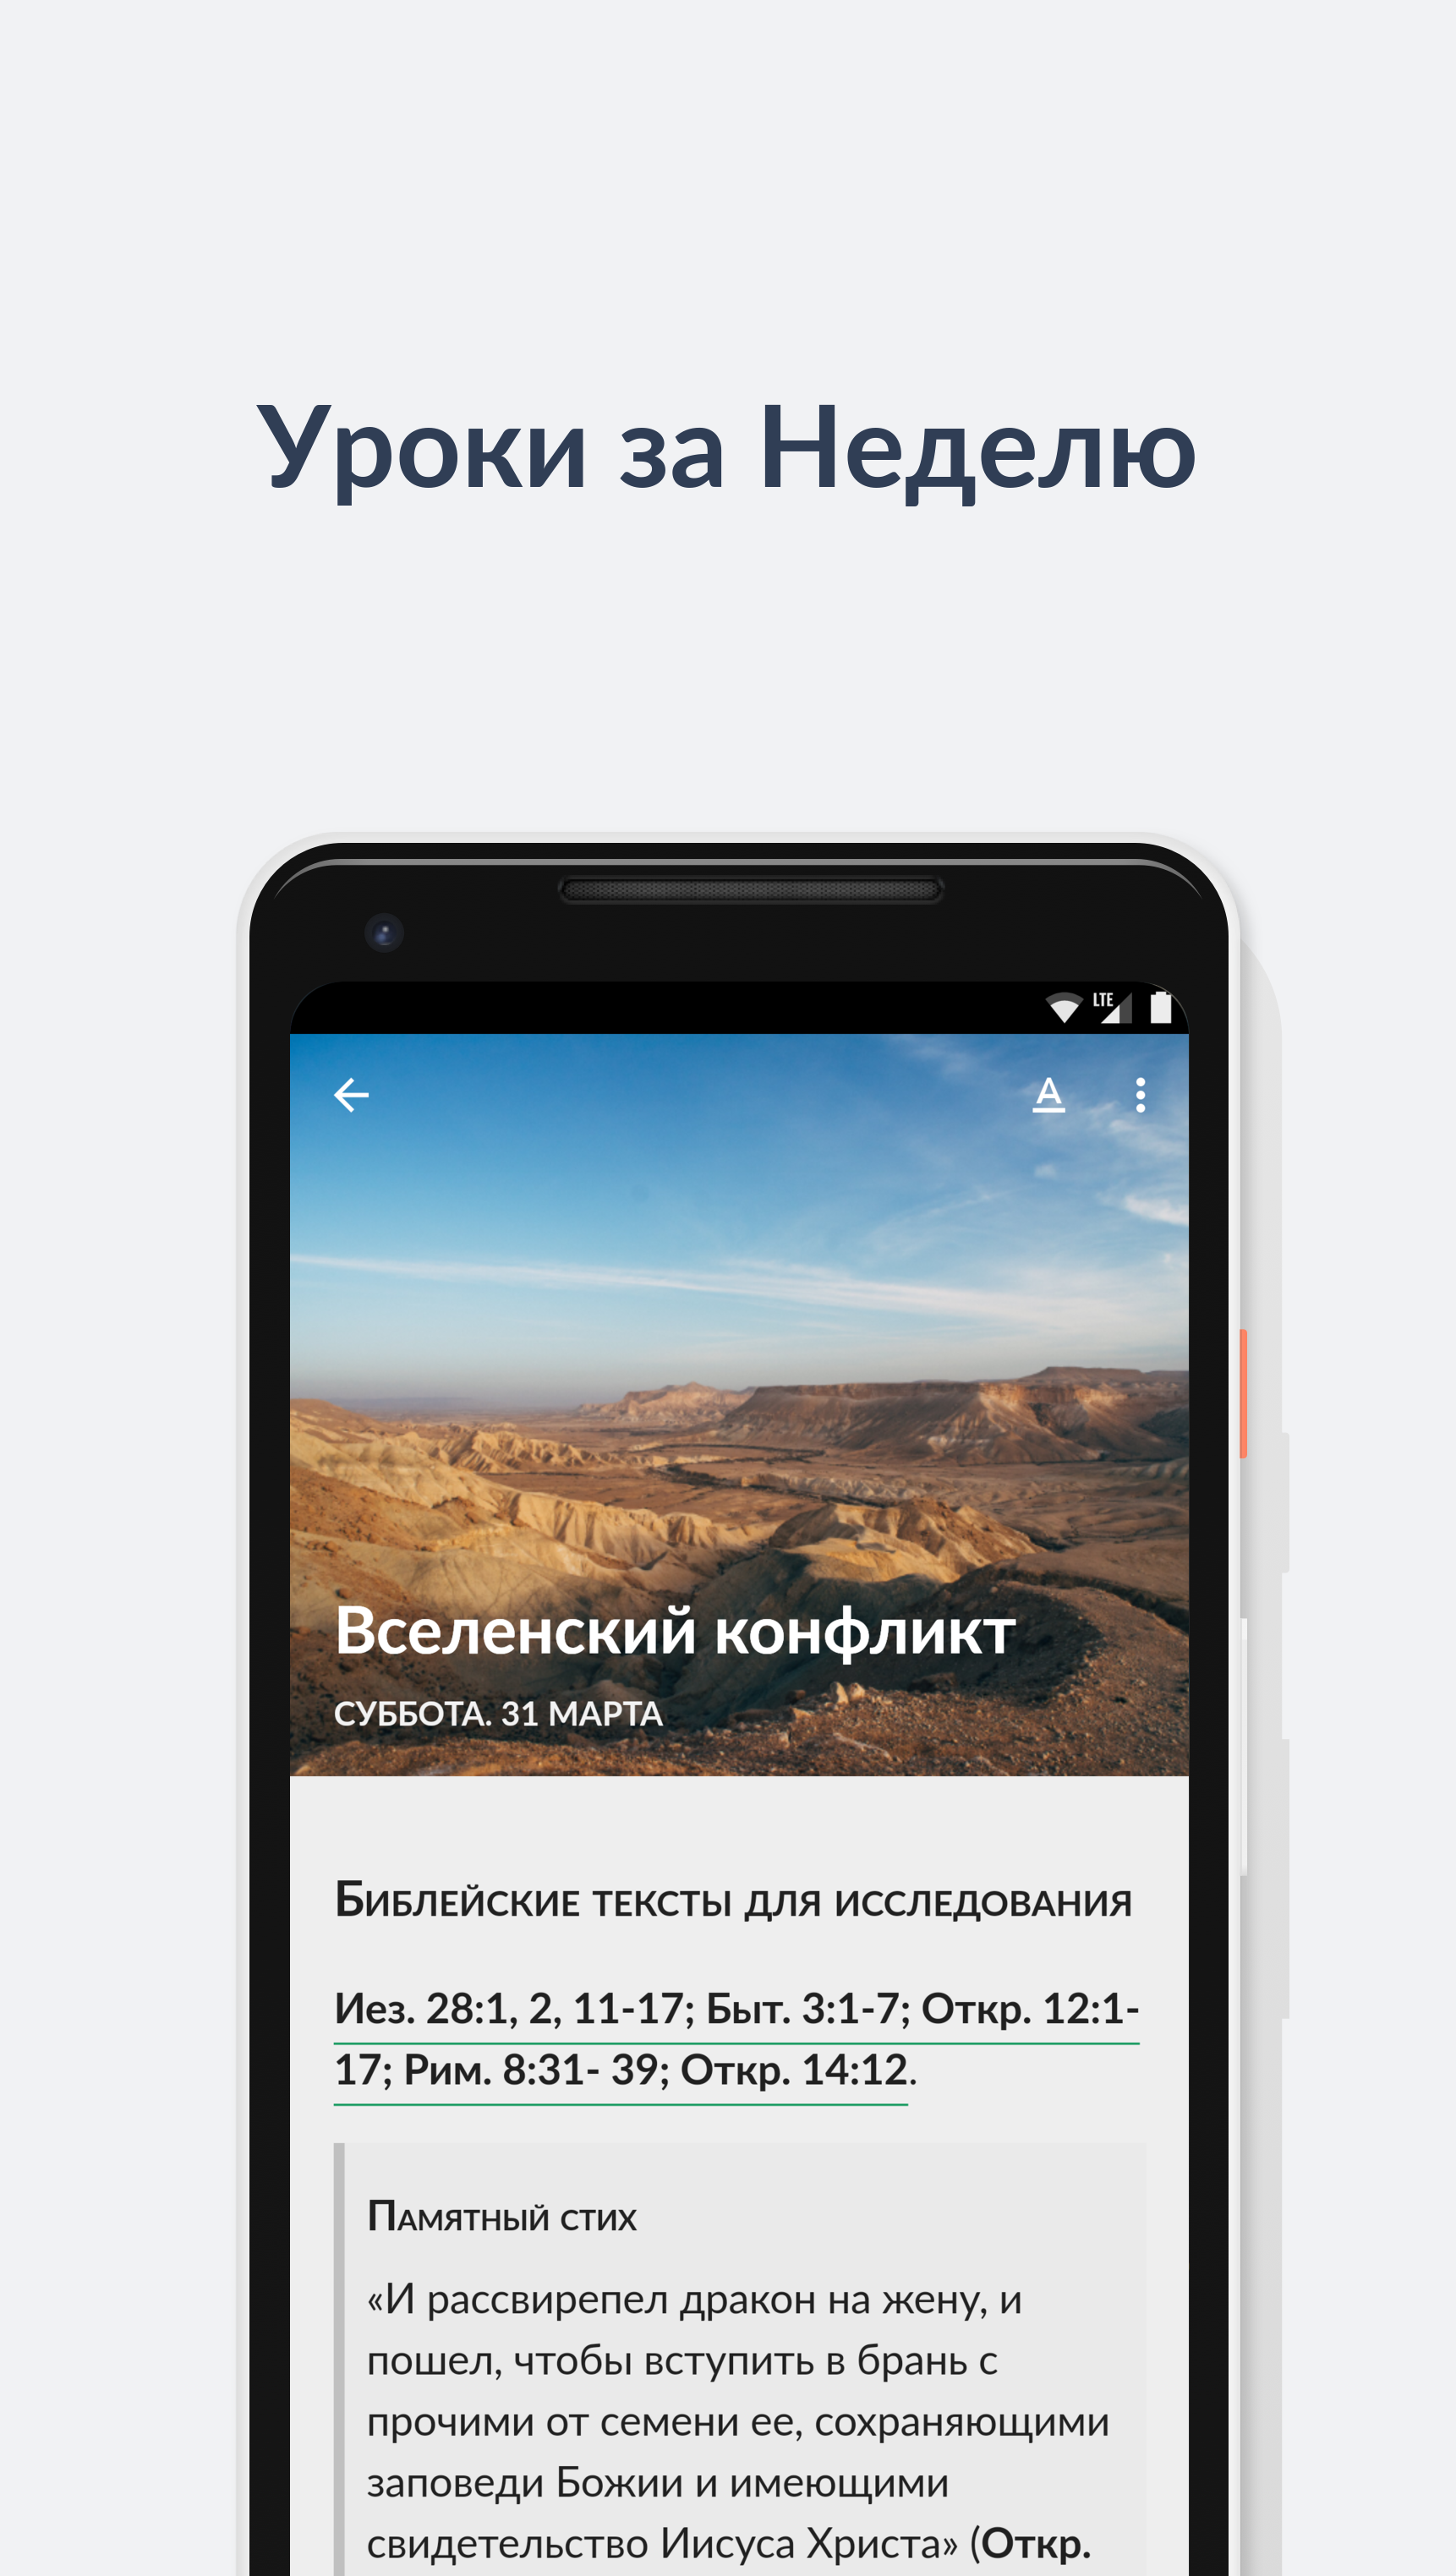 Уроки за Неделю
LTE
A
Вселенский конфликт
СУББОТА. 31 МАРТА
Библейские тексты для исследования
Иез. 28:1, 2, 11-17; Быт. 3:1-7; Откр. 12:1-
17; Рим. 8:31- 39; Откр. 14:12.
Памятный стих
«И рассвирепел дракон на жену, и
пошел, чтобы вступить в брань с
прочими от семени ее, сохраняющими
заповеди Божии и имеющими
свидетельство Иисуса Христа» (Откр.